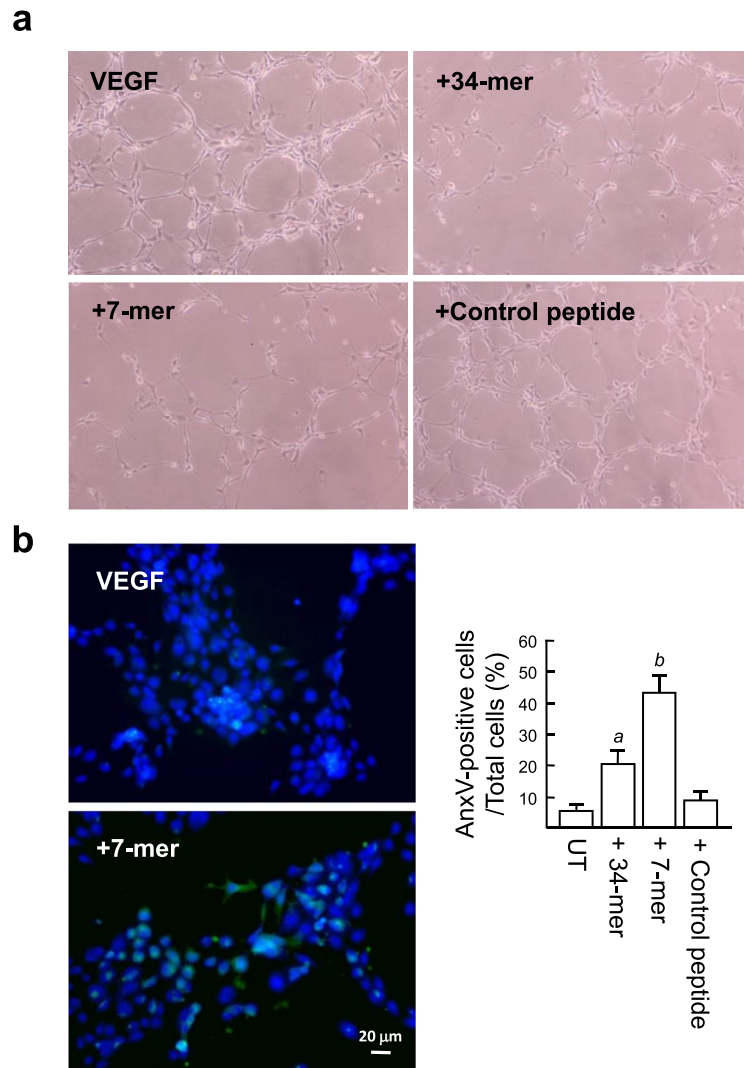 a
VEGF
+34-mer
+7-mer
+Control peptide
b
VEGF
+7-mer
20 μm
AnxV-positive cells
/Total cells (%)
60
50
40
30
20
10
a
b
UT
+ 34-mer
+ 7-mer
+ Control peptide